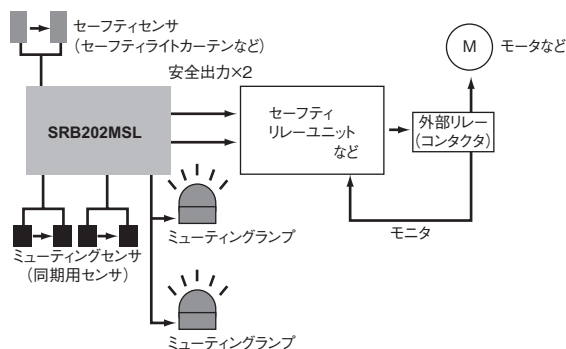 セーフティセンサ
（セーフティライトカーテンなど）
安全出力×2
SRB202MSL
セーフティ
リレーユニット
など
外部リレー
（コンタクタ）
M
モータなど
モニタ
ミューティングランプ
ミューティングセンサ
（同期用センサ）
ミューティングランプ